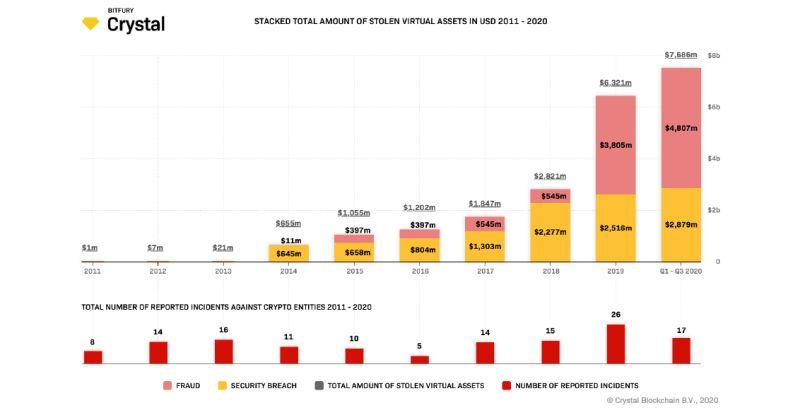 BITFURY
Crystal
STACKED TOTAL AMOUNT OF STOLEN VIRTUAL ASSETS IN USD 2011 - 2020
$7,686m
$8b
$6,321m
$6b
$4,807m
$3,805m
$4b
$2,821m
$1,847m
$545m
$1,202m
$1,055m
$397m
$397m
$545m
$2b
$655m
$11m
$2,277m
$2,516m
$2,879m
$1m
$7m
$21m
$645m
$658m
$804m
$1,303m
0
2011 2012 2013 2014 2015 2016 2017 2018 2019 Q1 - Q3 2020
TOTAL NUMBER OF REPORTED INCIDENTS AGAINST CRYPTO ENTITIES 2011 - 2020
8 14 16 11 10 5 14 15 26 17
FRAUD SECURITY BREACH TOTAL AMOUNT OF STOLEN VIRTUAL ASSETS NUMBER OF REPORTED INCIDENTS
© Crystal Blockchain B.V., 2020